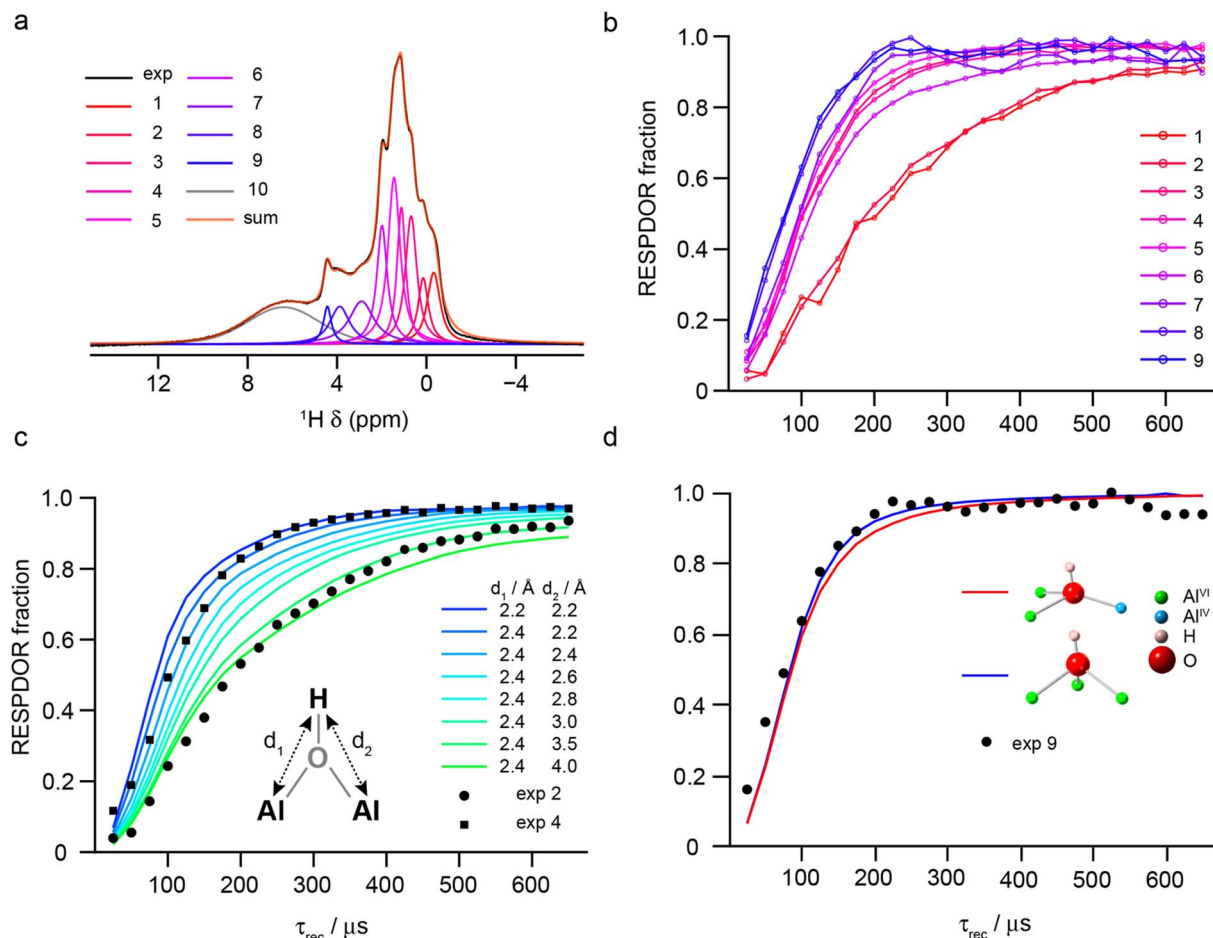 a
exp
1
2
3
4
5
6
7
8
9
10
sum
12
8
4
0
−4
¹H δ (ppm)
b
RESPDOR fraction
1.0
0.8
0.6
0.4
0.2
0
100
200
300
400
500
600
1
2
3
4
5
6
7
8
9
c
RESPDOR fraction
1.0
0.8
0.6
0.4
0.2
0
d₁ / Å d₂ / Å
2.2 2.2
2.4 2.2
2.4 2.4
2.4 2.6
2.4 2.8
2.4 3.0
2.4 3.5
2.4 4.0
exp 2
exp 4
H
d₁ O d₂
Al Al
100 200 300 400 500 600
τrec / μs
d
1.0
0.8
0.6
0.4
0.2
0
Alⱽᴵ
Alᴵⱽ
H
O
exp 9
100 200 300 400 500 600
τrec / μs